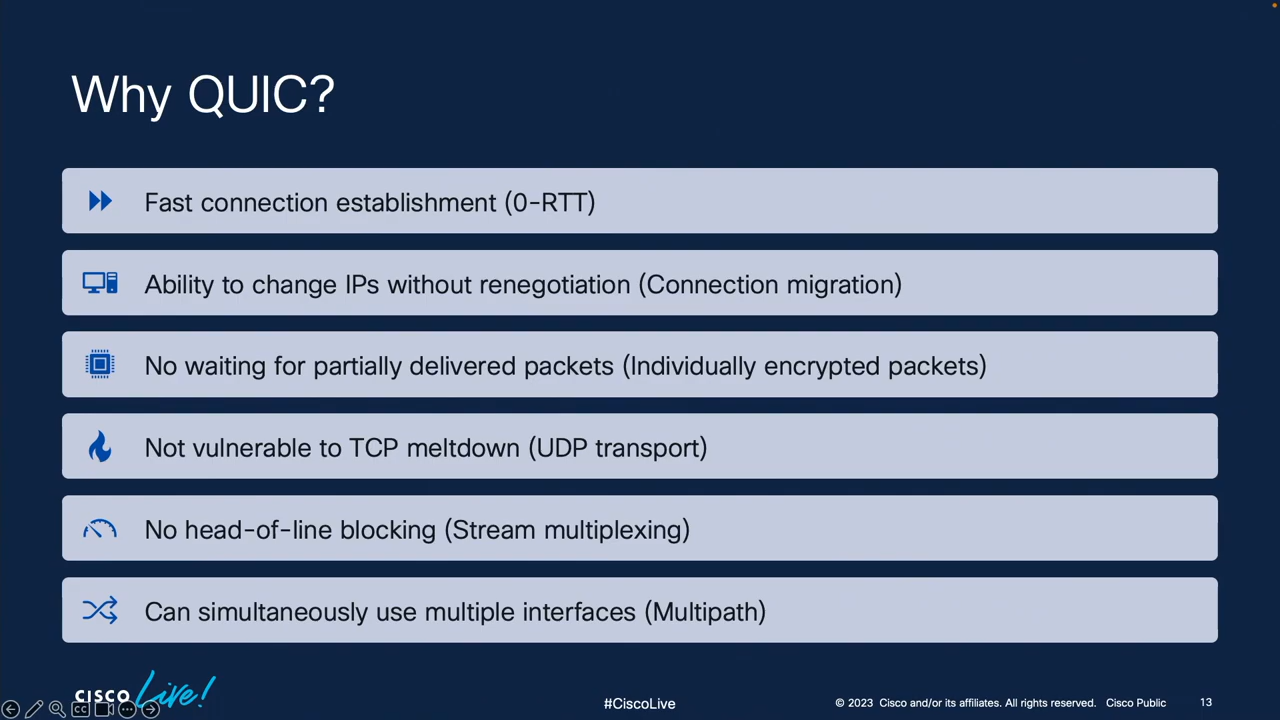 Why QUIC?
Fast connection establishment (0-RTT)
Ability to change IPs without renegotiation (Connection migration)
No waiting for partially delivered packets (Individually encrypted packets)
Not vulnerable to TCP meltdown (UDP transport)
No head-of-line blocking (Stream multiplexing)
Can simultaneously use multiple interfaces (Multipath)
CISCO Live!
CC
#CiscoLive
© 2023 Cisco and/or its affiliates. All rights reserved. Cisco Public
13